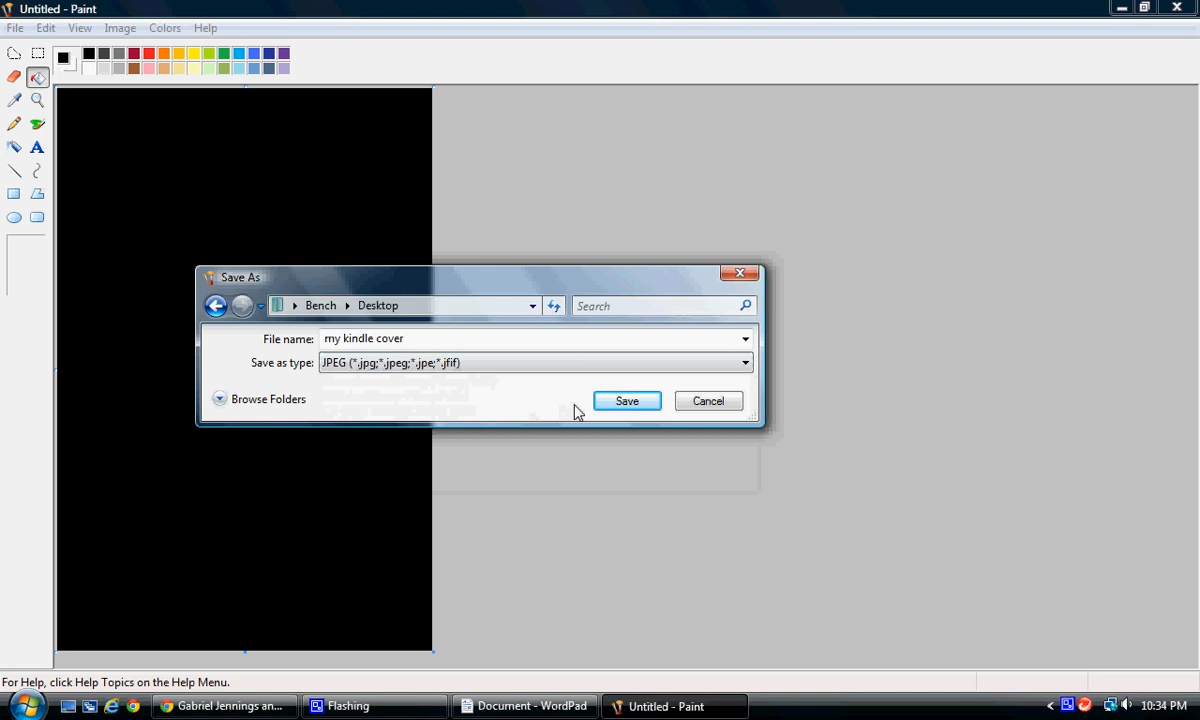 Untitled - Paint
File Edit View Image Colors Help
Save As
Bench Desktop Search
File name: my kindle cover
Save as type: JPEG (*.jpg;*.jpeg;*.jpe;*.jfif)
Browse Folders Save Cancel
For Help, click Help Topics on the Help Menu.
Gabriel Jennings an... Flashing Document - WordPad Untitled - Paint 10:34 PM